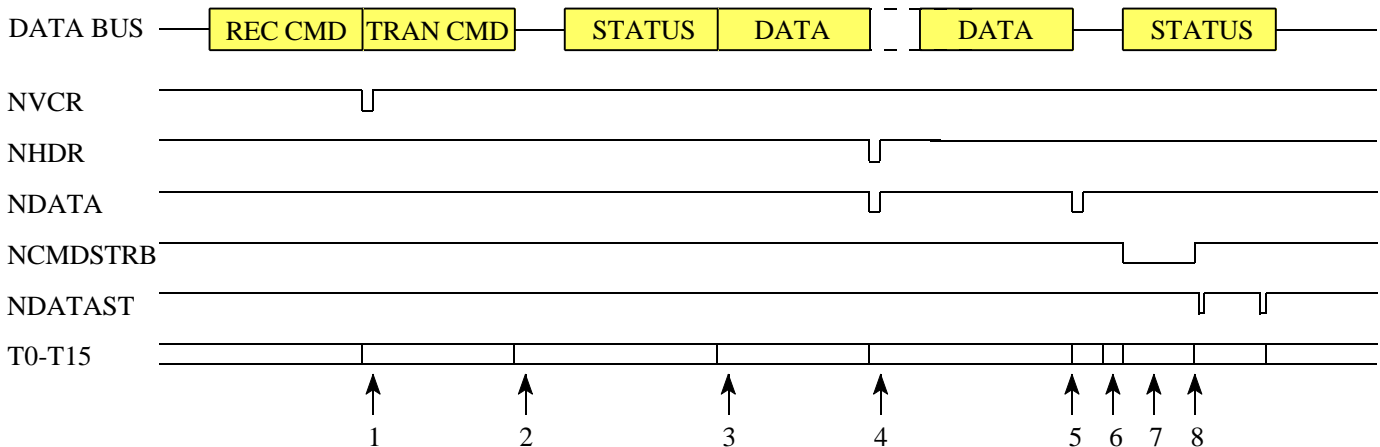 DATA BUS REC CMD TRAN CMD STATUS DATA DATA STATUS
NVCR
NHDR
NDATA
NCMDSTRB
NDATAST
T0-T15
1 2 3 4 5 6 7 8